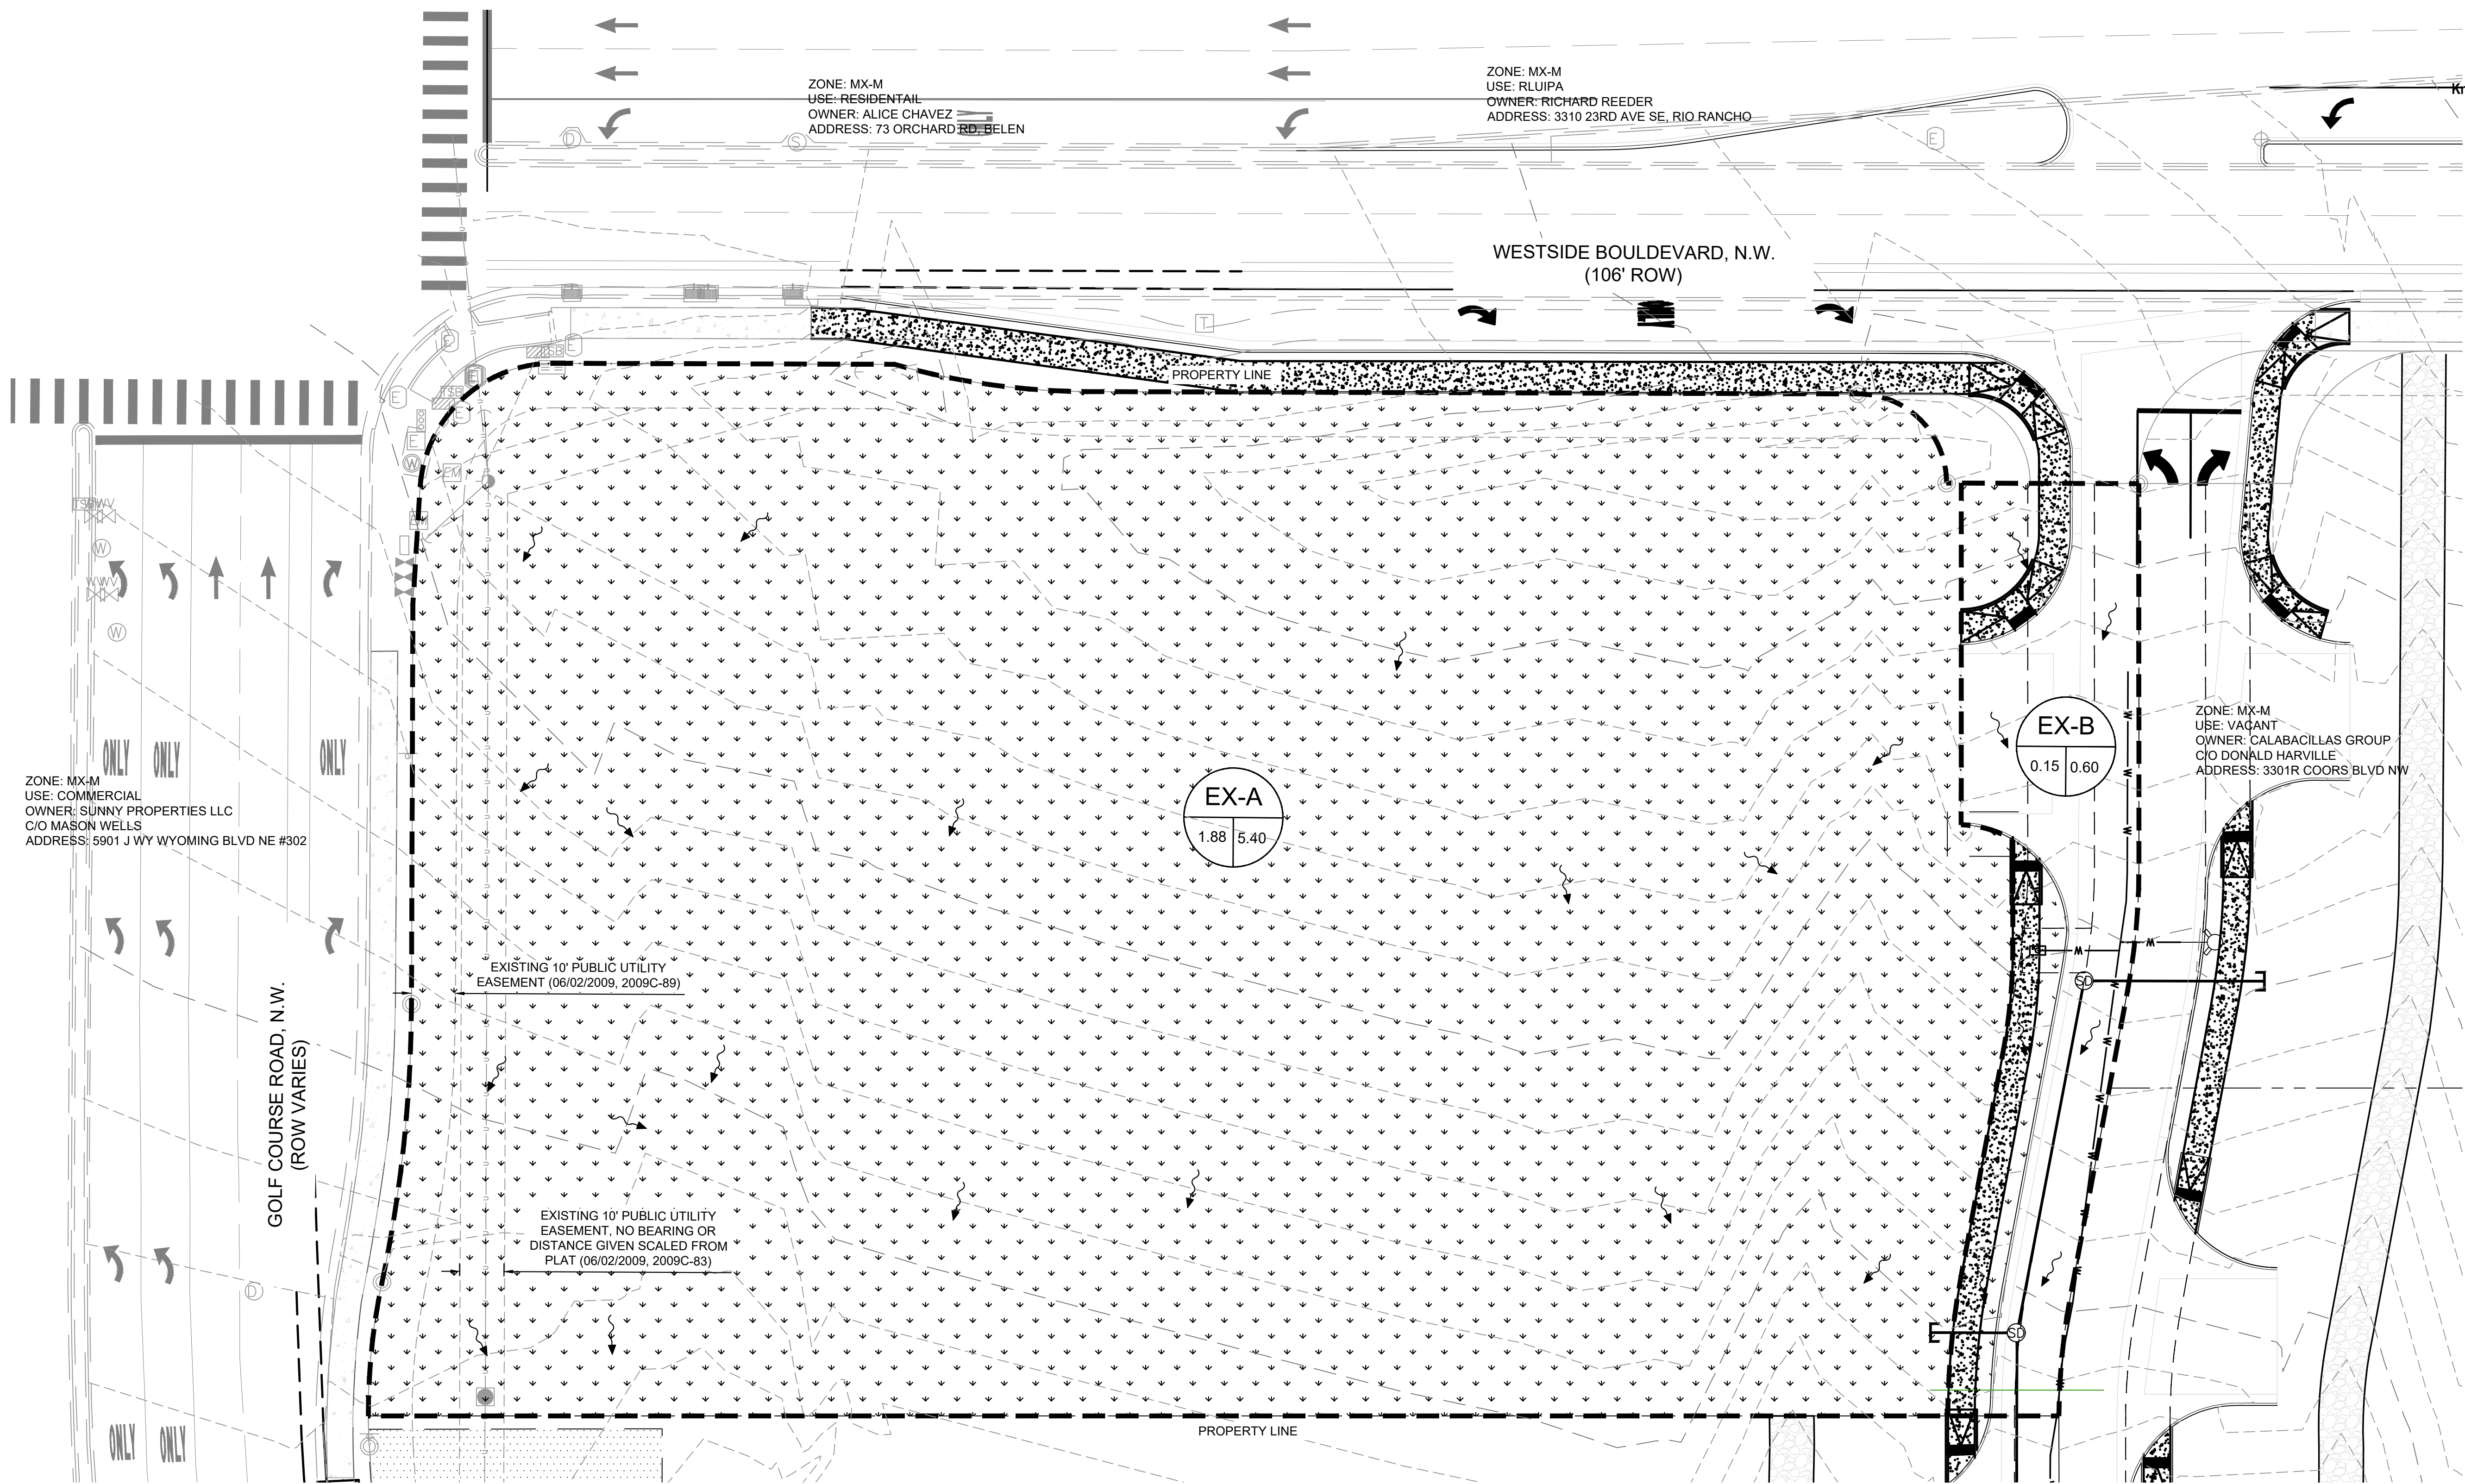 ZONE: MX-M
USE: RESIDENTAIL
OWNER: ALICE CHAVEZ
ADDRESS: 73 ORCHARD RD, BELEN
ZONE: MX-M
USE: RLUIPA
OWNER: RICHARD REEDER
ADDRESS: 3310 23RD AVE SE, RIO RANCHO
WESTSIDE BOULDEVARD, N.W.
(106' ROW)
PROPERTY LINE
ZONE: MX-M
USE: COMMERCIAL
OWNER: SUNNY PROPERTIES LLC
C/O MASON WELLS
ADDRESS: 5901 J WY WYOMING BLVD NE #302
ONLY
ONLY
ONLY
EX-A
1.88 5.40
EX-B
0.15 0.60
ZONE: MX-M
USE: VACANT
OWNER: CALABACILLAS GROUP
C/O DONALD HARVILLE
ADDRESS: 3301R COORS BLVD NW
EXISTING 10' PUBLIC UTILITY
EASEMENT (06/02/2009, 2009C-89)
GOLF COURSE ROAD, N.W.
(ROW VARIES)
EXISTING 10' PUBLIC UTILITY
EASEMENT, NO BEARING OR
DISTANCE GIVEN SCALED FROM
PLAT (06/02/2009, 2009C-83)
SD
SD
ONLY
ONLY
PROPERTY LINE